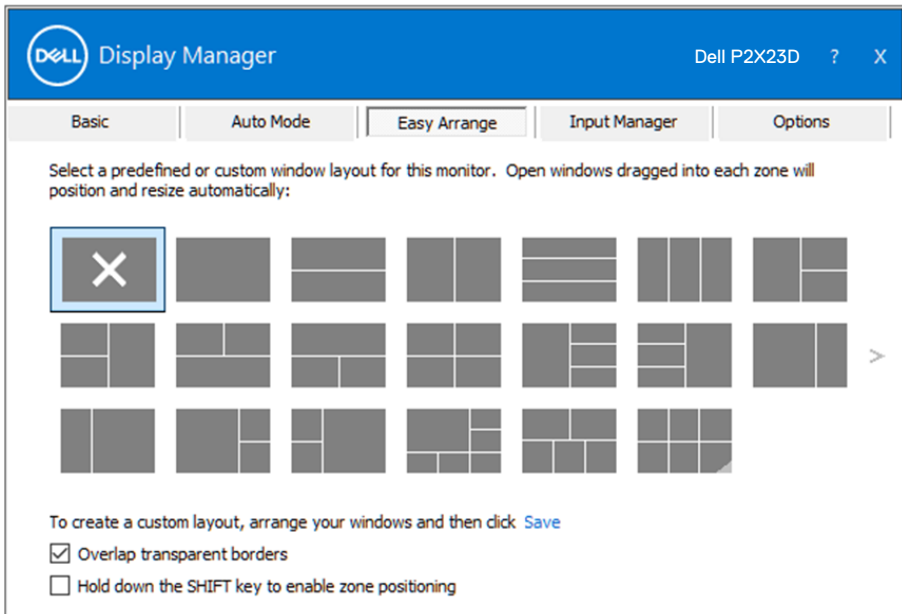 DELL Display Manager Dell P2X23D ? X
Basic Auto Mode Easy Arrange Input Manager Options
Select a predefined or custom window layout for this monitor. Open windows dragged into each zone will
position and resize automatically:
>
To create a custom layout, arrange your windows and then click Save
Overlap transparent borders
Hold down the SHIFT key to enable zone positioning